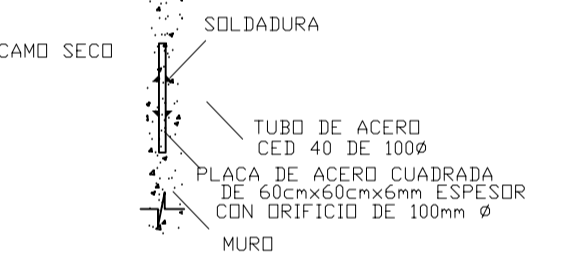 SOLDADURA
CAMO SECO
TUBO DE ACERO
CED 40 DE 100Ø
PLACA DE ACERO CUADRADA
DE 60cmx60cmx6mm ESPESOR
CON ORIFICIO DE 100mm Ø
MURO